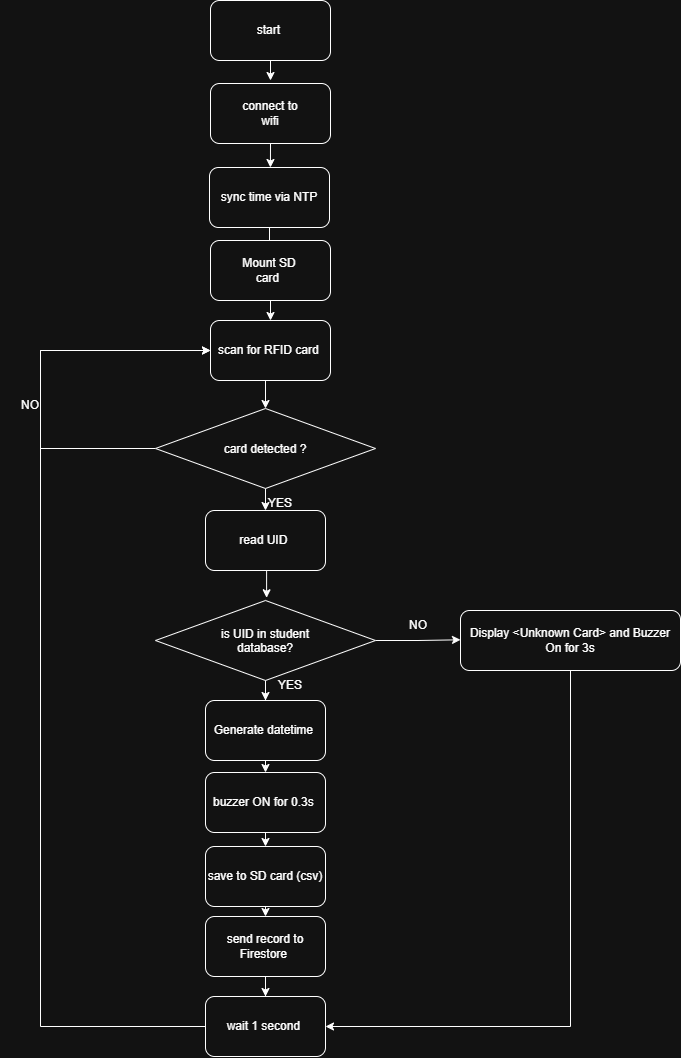 start
connect to
wifi
sync time via NTP
Mount SD
card
scan for RFID card
NO
card detected ?
YES
read UID
is UID in student
database?
NO
Display <Unknown Card> and Buzzer
On for 3s
YES
Generate datetime
buzzer ON for 0.3s
save to SD card (csv)
send record to
Firestore
wait 1 second